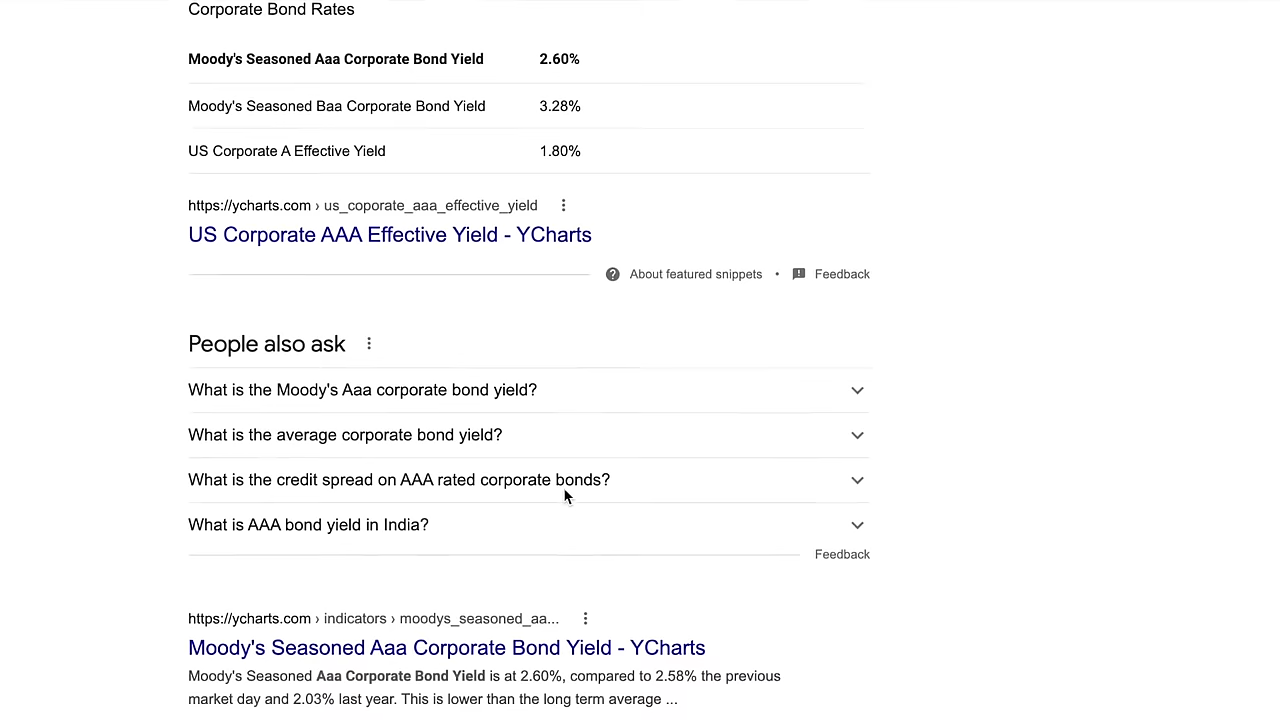 Corporate Bond Rates
Moody's Seasoned Aaa Corporate Bond Yield 2.60%
Moody's Seasoned Baa Corporate Bond Yield 3.28%
US Corporate A Effective Yield 1.80%
https://ycharts.com › us_coporate_aaa_effective_yield
US Corporate AAA Effective Yield - YCharts
About featured snippets • Feedback
People also ask
What is the Moody's Aaa corporate bond yield?
What is the average corporate bond yield?
What is the credit spread on AAA rated corporate bonds?
What is AAA bond yield in India?
Feedback
https://ycharts.com › indicators › moodys_seasoned_aa...
Moody's Seasoned Aaa Corporate Bond Yield - YCharts
Moody's Seasoned Aaa Corporate Bond Yield is at 2.60%, compared to 2.58% the previous
market day and 2.03% last year. This is lower than the long term average ...